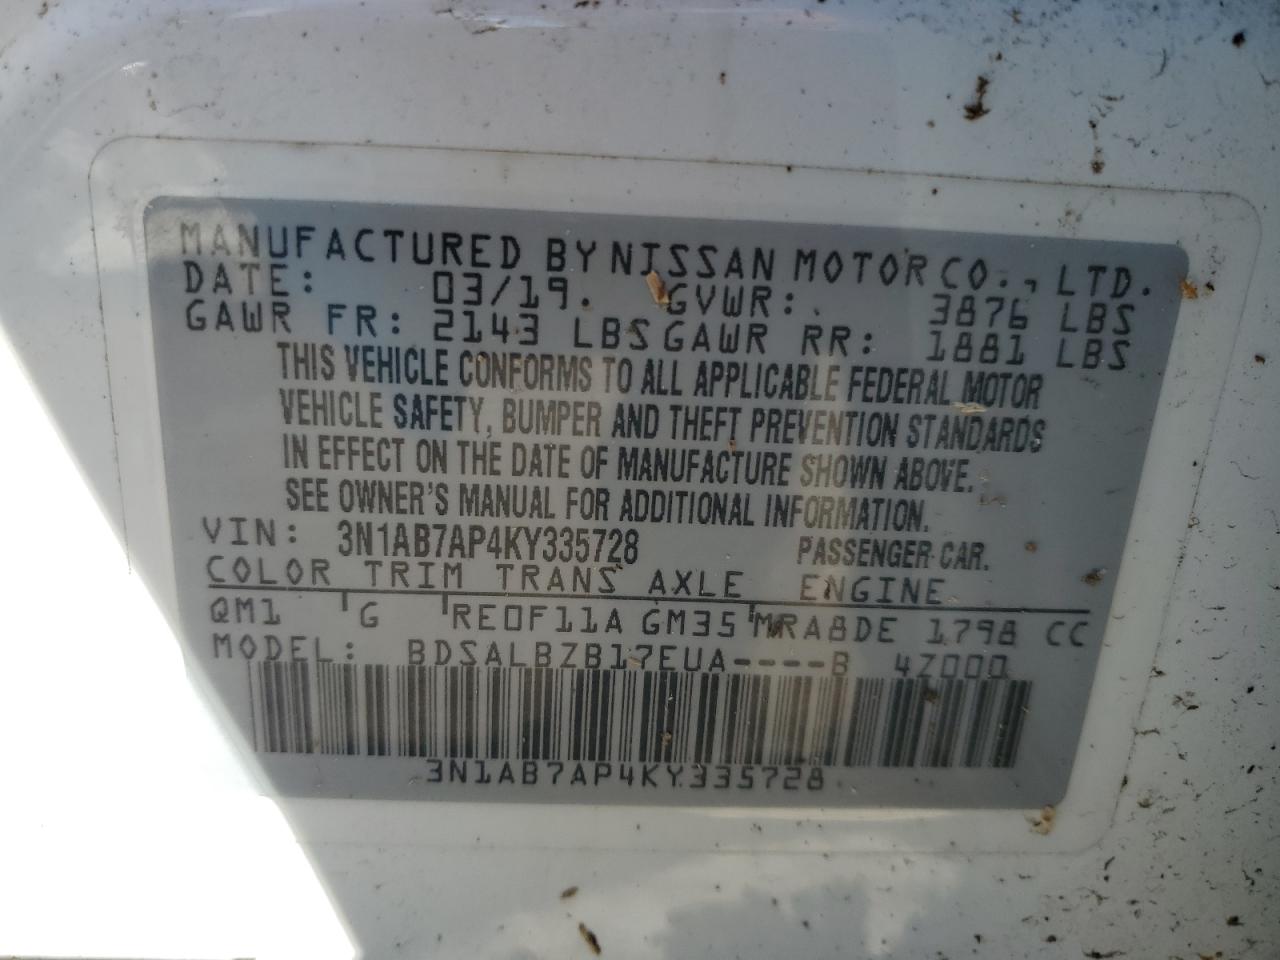 MANUFACTURED BY NISSAN MOTOR CO., LTD.
DATE: 03/19. GVWR: 3876 LBS
GAWR FR: 2143 LBS GAWR RR: 1881 LBS
THIS VEHICLE CONFORMS TO ALL APPLICABLE FEDERAL MOTOR
VEHICLE SAFETY, BUMPER AND THEFT PREVENTION STANDARDS
IN EFFECT ON THE DATE OF MANUFACTURE SHOWN ABOVE.
SEE OWNER'S MANUAL FOR ADDITIONAL INFORMATION.
VIN: 3N1AB7AP4KY335728 PASSENGER CAR.
COLOR TRIM TRANS AXLE ENGINE
QM1 G RE0F11A GM35 MRA8DE 1798 CC
MODEL: BDSALBZB17EUA----B 4Z000
3N1AB7AP4KY335728